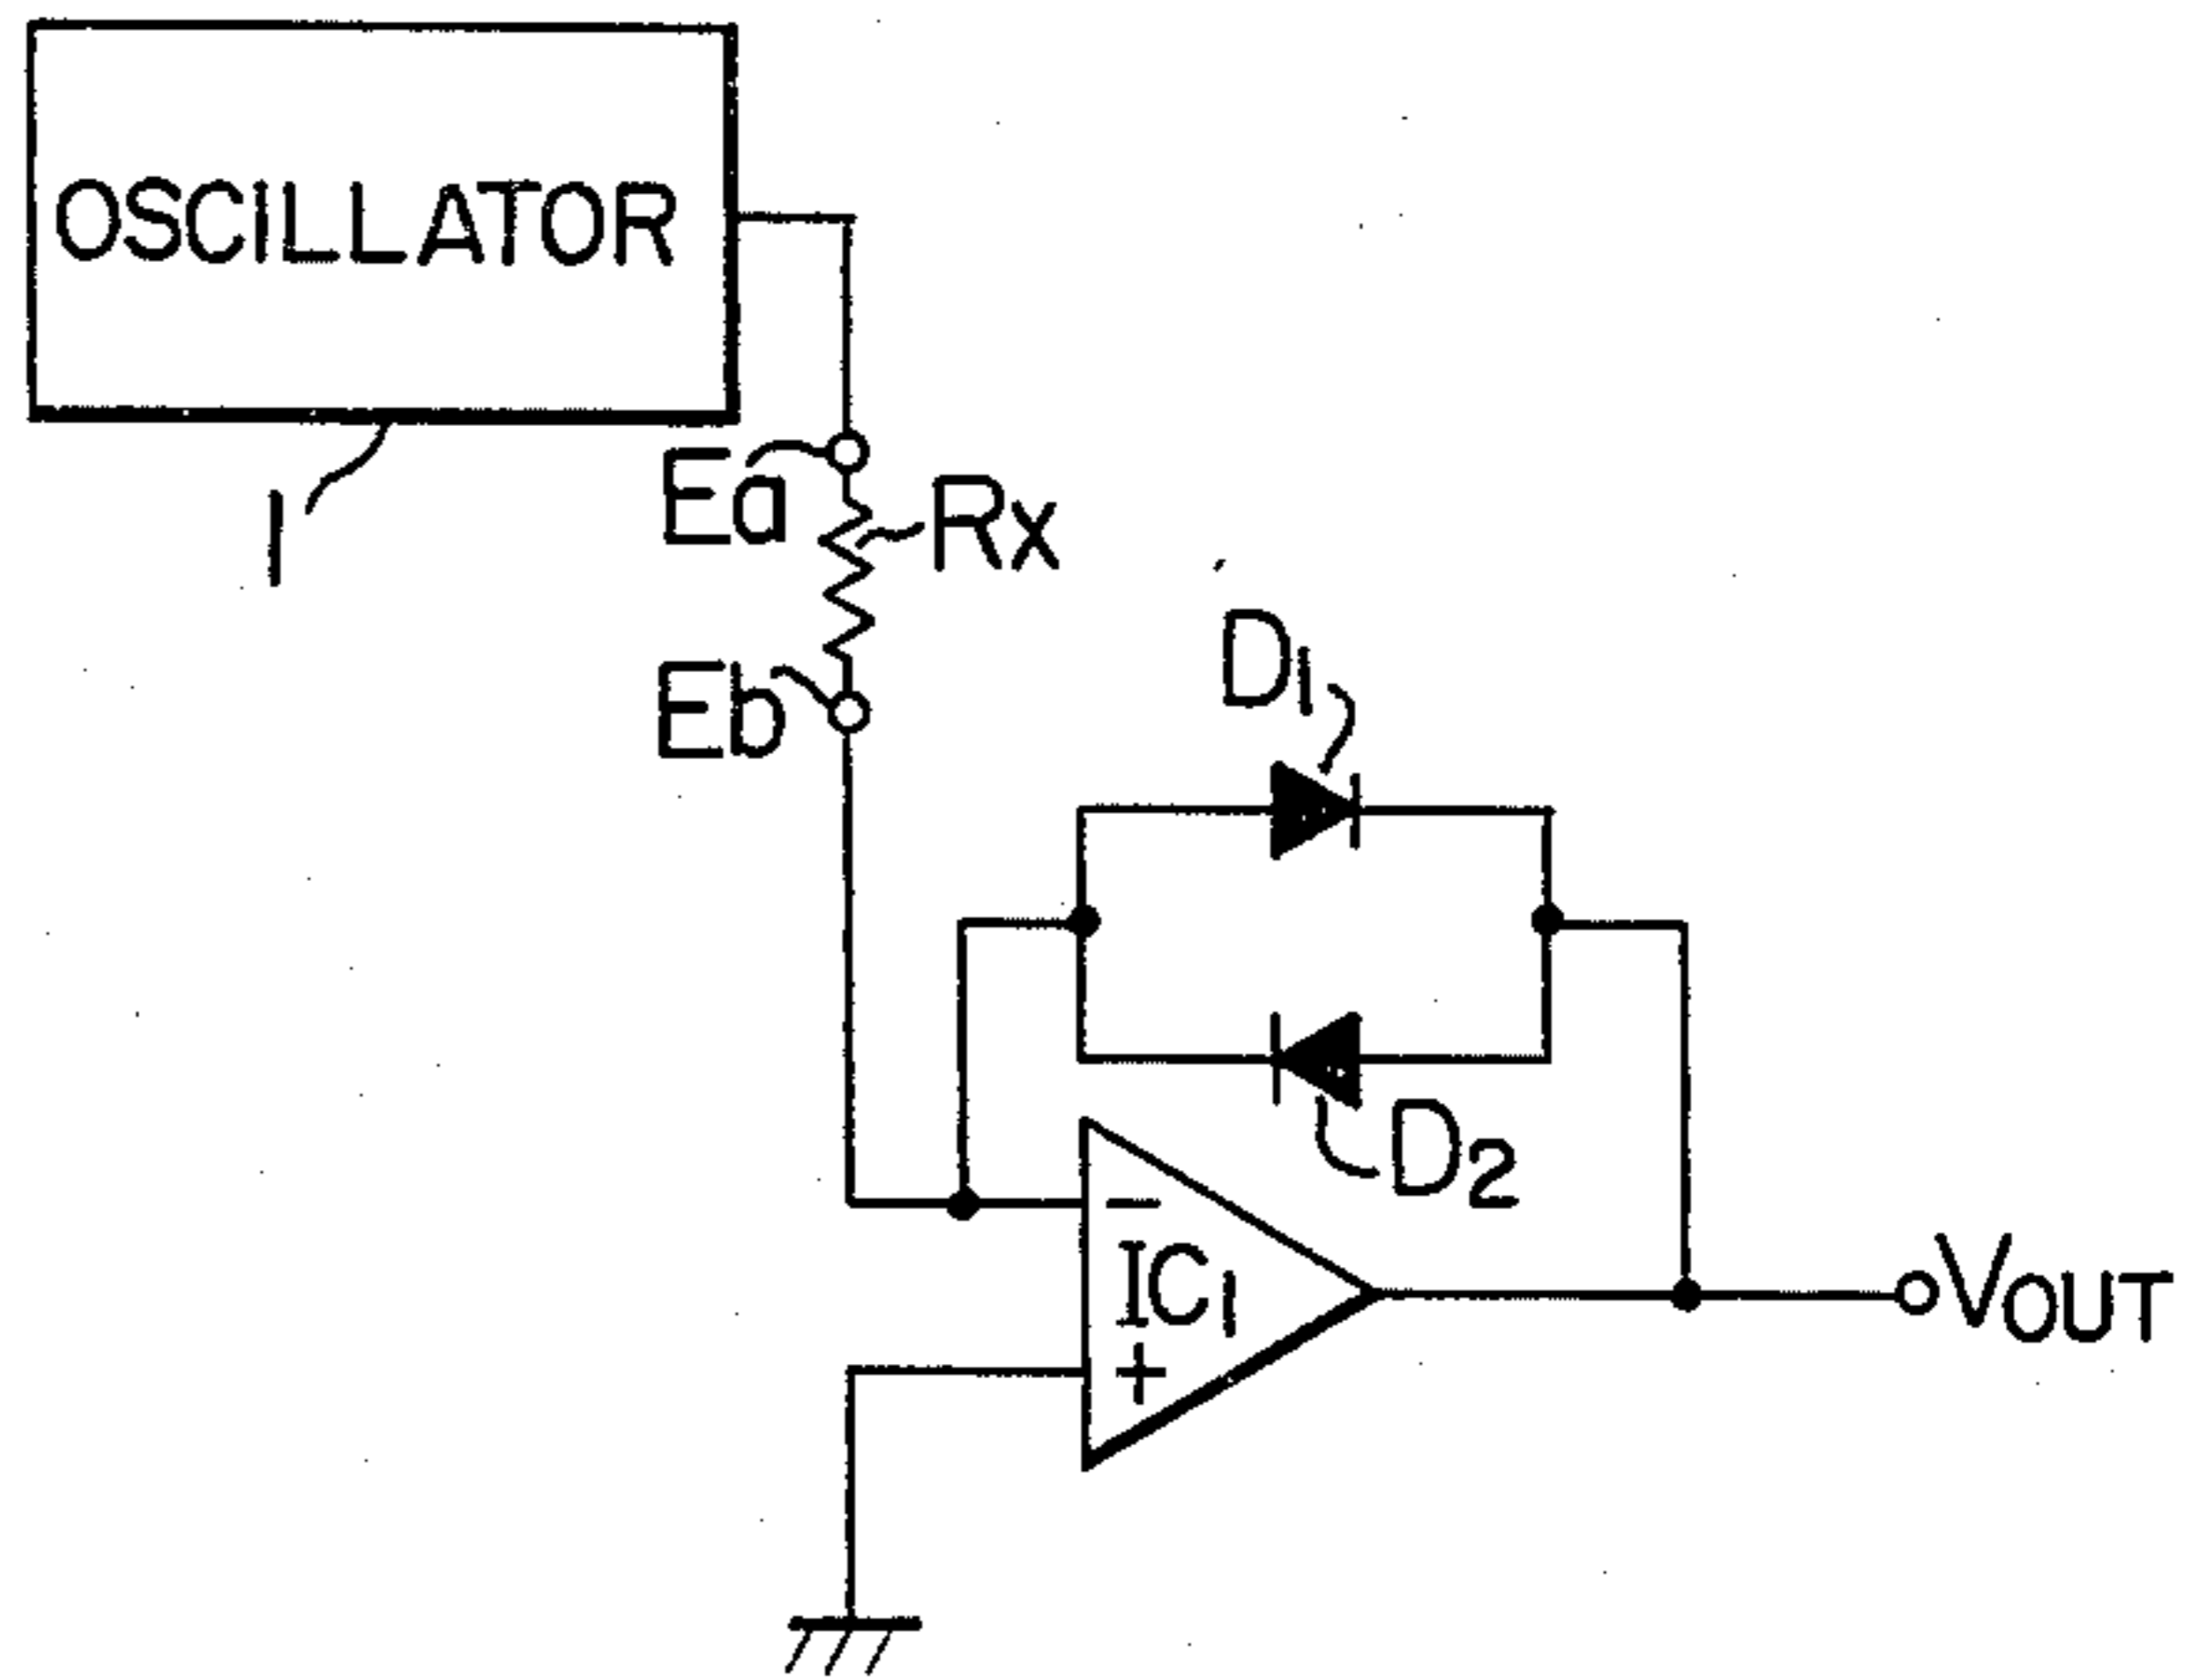 OSCILLATOR
1
Ea
Rx
Eb
D1
D2
-
IC1
+
VOUT